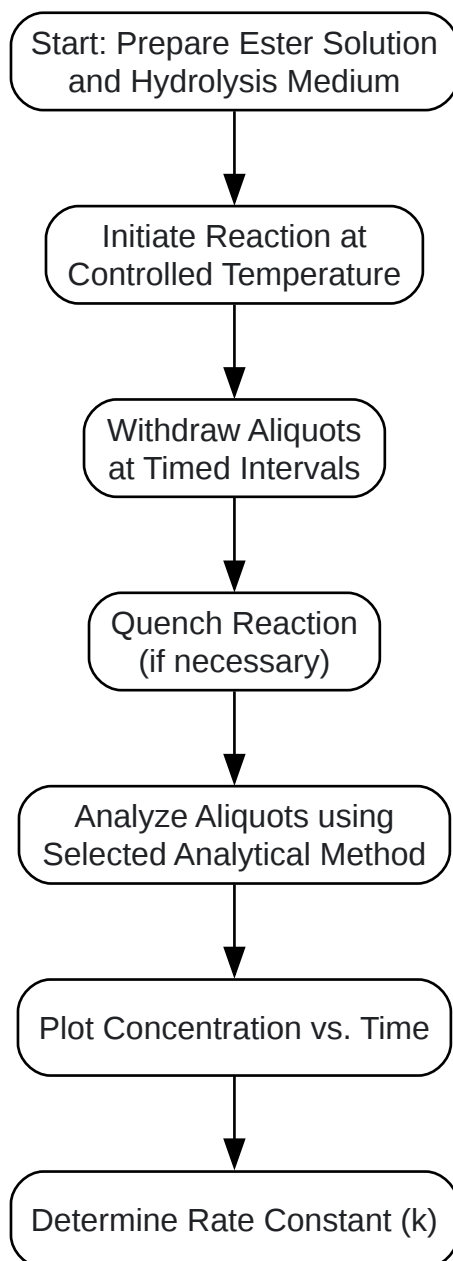 Start: Prepare Ester Solution
and Hydrolysis Medium
Initiate Reaction at
Controlled Temperature
Withdraw Aliquots
at Timed Intervals
Quench Reaction
(if necessary)
Analyze Aliquots using
Selected Analytical Method
Plot Concentration vs. Time
Determine Rate Constant (k)